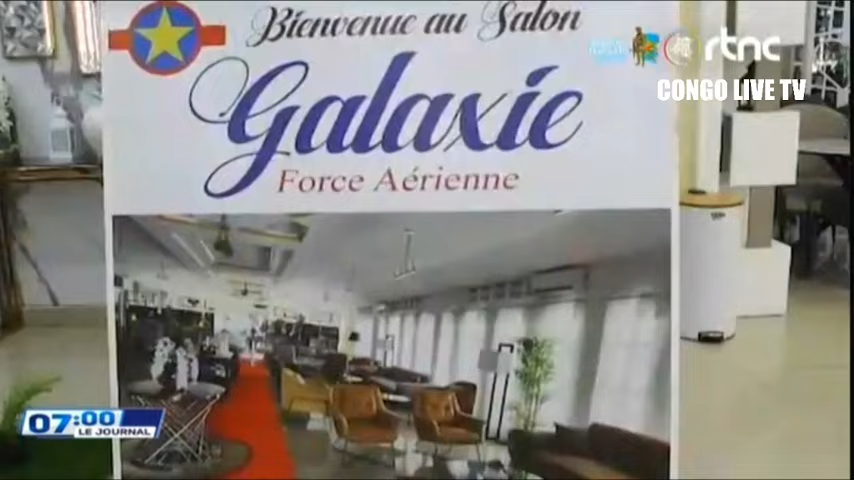 Bienvenue au Salon
Galaxie
Force Aérienne
rtnc
CONGO LIVE TV
07:00
LE JOURNAL